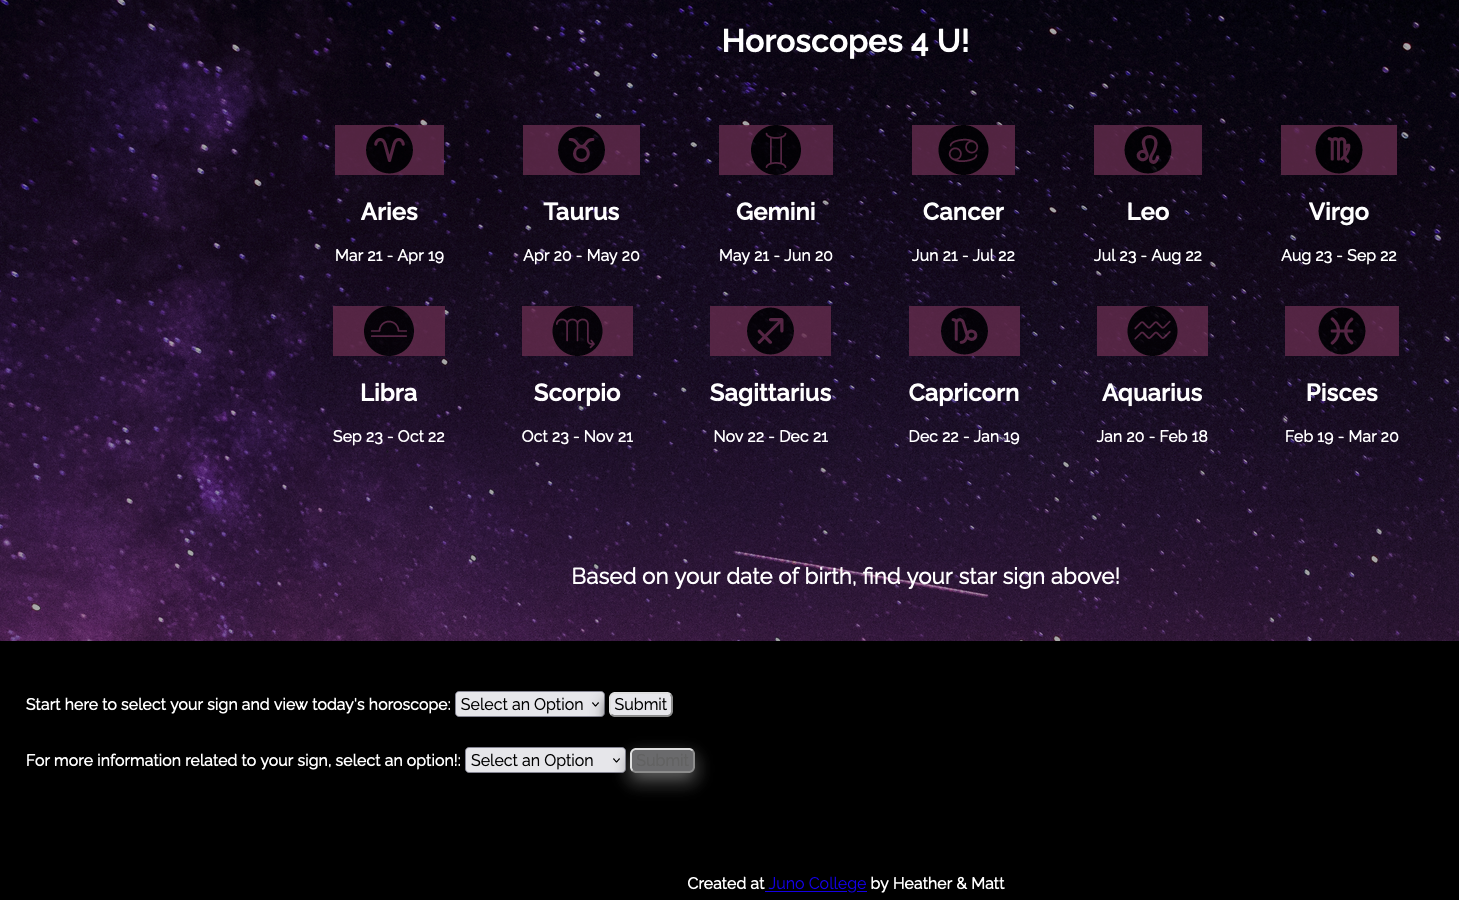 Horoscopes 4 U!
Aries Taurus Gemini Cancer Leo Virgo
Mar 21 - Apr 19 Apr 20 - May 20 May 21 - Jun 20 Jun 21 - Jul 22 Jul 23 - Aug 22 Aug 23 - Sep 22
Libra Scorpio Sagittarius Capricorn Aquarius Pisces
Sep 23 - Oct 22 Oct 23 - Nov 21 Nov 22 - Dec 21 Dec 22 - Jan 19 Jan 20 - Feb 18 Feb 19 - Mar 20
Based on your date of birth, find your star sign above!
Start here to select your sign and view today's horoscope: Select an Option Submit
For more information related to your sign, select an option!: Select an Option Submit
Created at Juno College by Heather & Matt